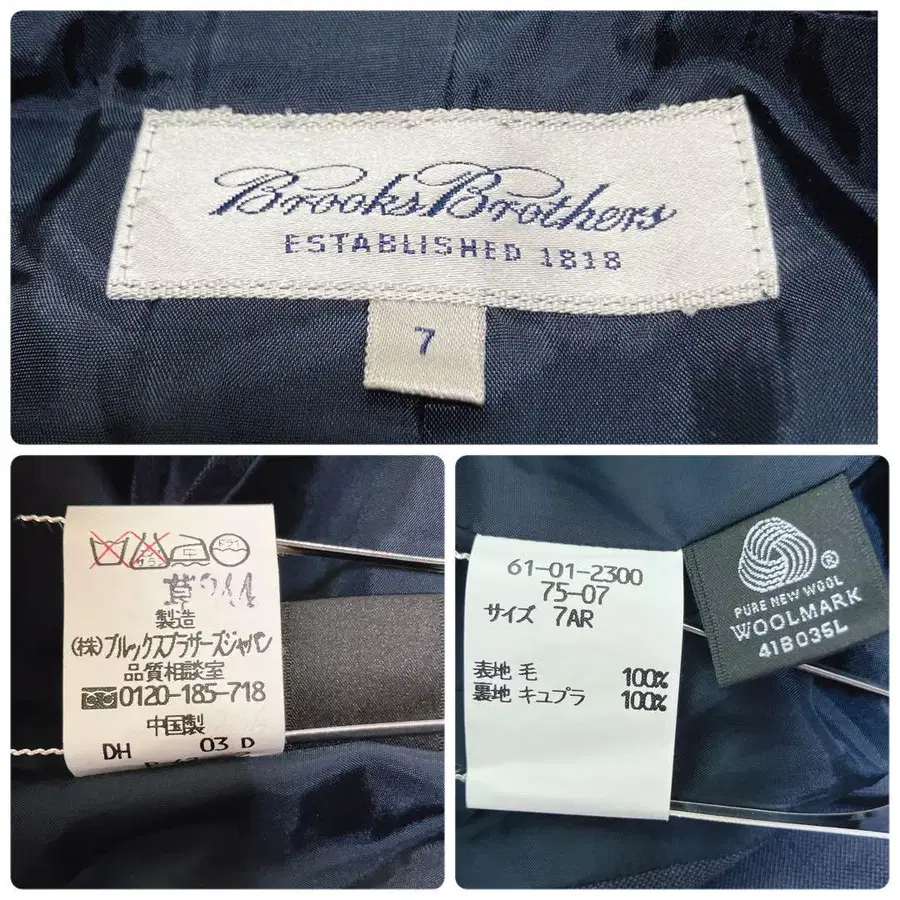 Brooks Brothers
ESTABLISHED 1818
7
ドライ
製造
(株)ブルックスブラザーズジャパン
品質相談室
0120-185-718
中国製
DH 03 D
61-01-2300
75-07
サイズ 7AR
表地 毛 100%
裏地 キュプラ 100%
PURE NEW WOOL
WOOLMARK
41B035L